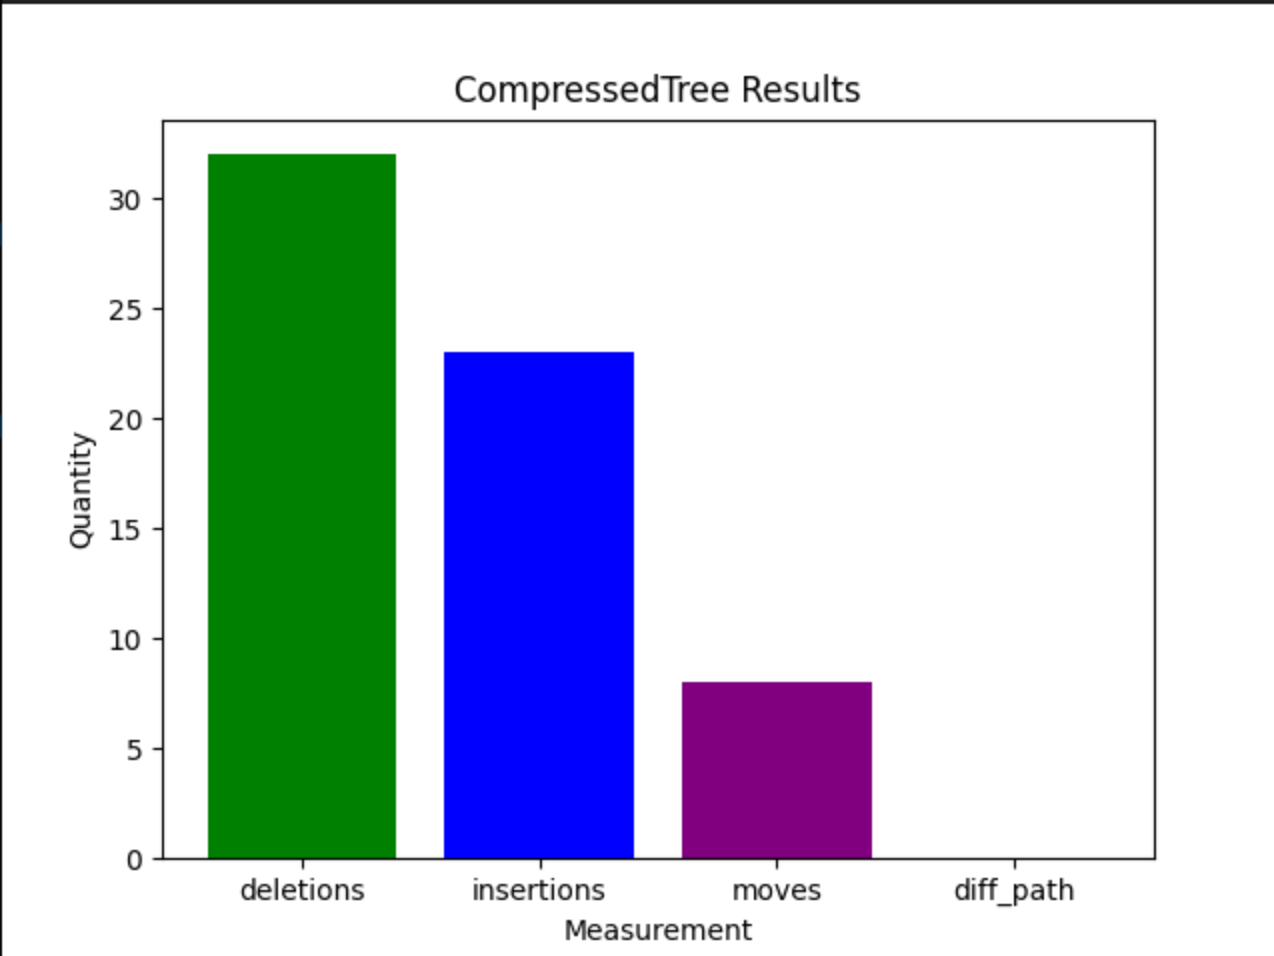 CompressedTree Results
30
25
20
15
10
5
0
Quantity
deletions insertions moves diff_path
Measurement